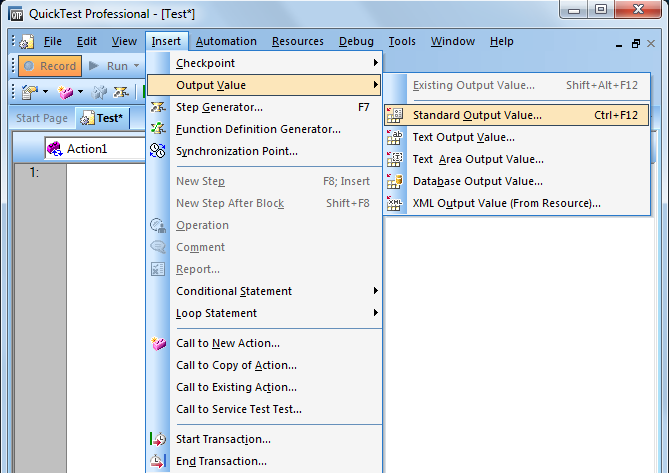 QuickTest Professional - [Test*]
File Edit View Insert Automation Resources Debug Tools Window Help
Record Run
Start Page Test*
Action1
1:
Checkpoint
Output Value
Step Generator... F7
Function Definition Generator...
Synchronization Point...
New Step F8; Insert
New Step After Block Shift+F8
Operation
Comment
Report...
Conditional Statement
Loop Statement
Call to New Action...
Call to Copy of Action...
Call to Existing Action...
Call to Service Test Test...
Start Transaction...
End Transaction...
Existing Output Value... Shift+Alt+F12
Standard Output Value... Ctrl+F12
Text Output Value...
Text Area Output Value...
Database Output Value...
XML Output Value (From Resource)...